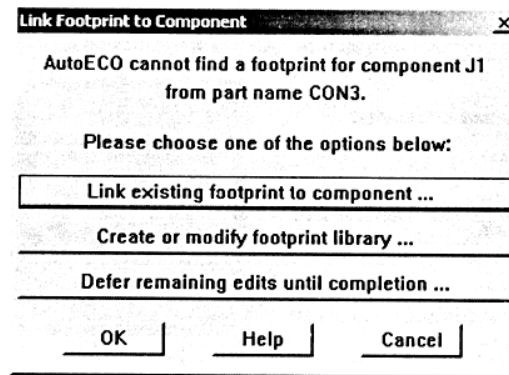 Link Footprint to Component X
AutoECO cannot find a footprint for component J1
from part name CON3.
Please choose one of the options below:
Link existing footprint to component ...
Create or modify footprint library ...
Defer remaining edits until completion ...
OK Help Cancel